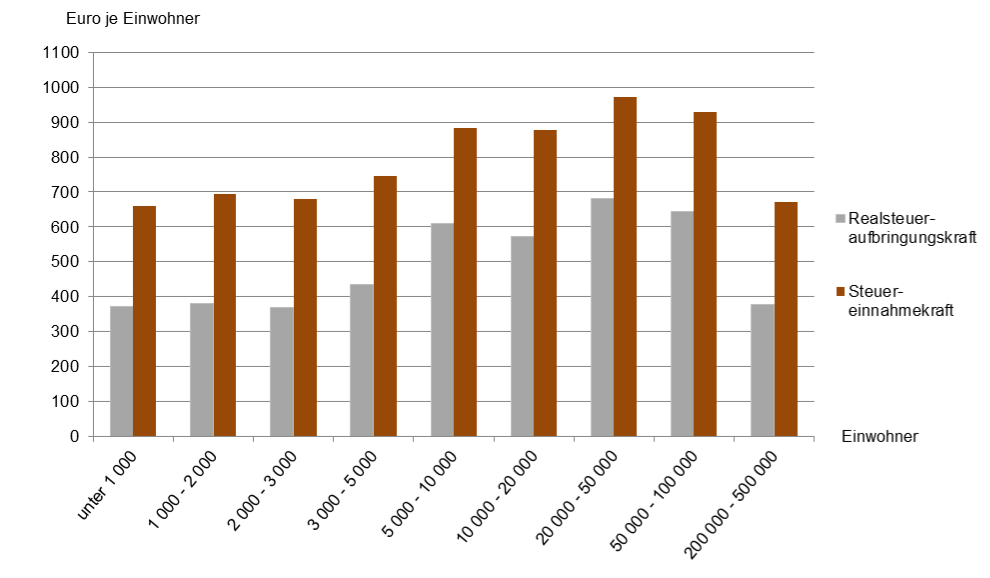 Euro je Einwohner
1100
1000
900
800
700
600
500
400
300
200
100
0
Realsteuer-
aufbringungskraft
Steuer-
einnahmekraft
Einwohner
unter 1 000
1 000 - 2 000
2 000 - 3 000
3 000 - 5 000
5 000 - 10 000
10 000 - 20 000
20 000 - 50 000
50 000 - 100 000
200 000 - 500 000